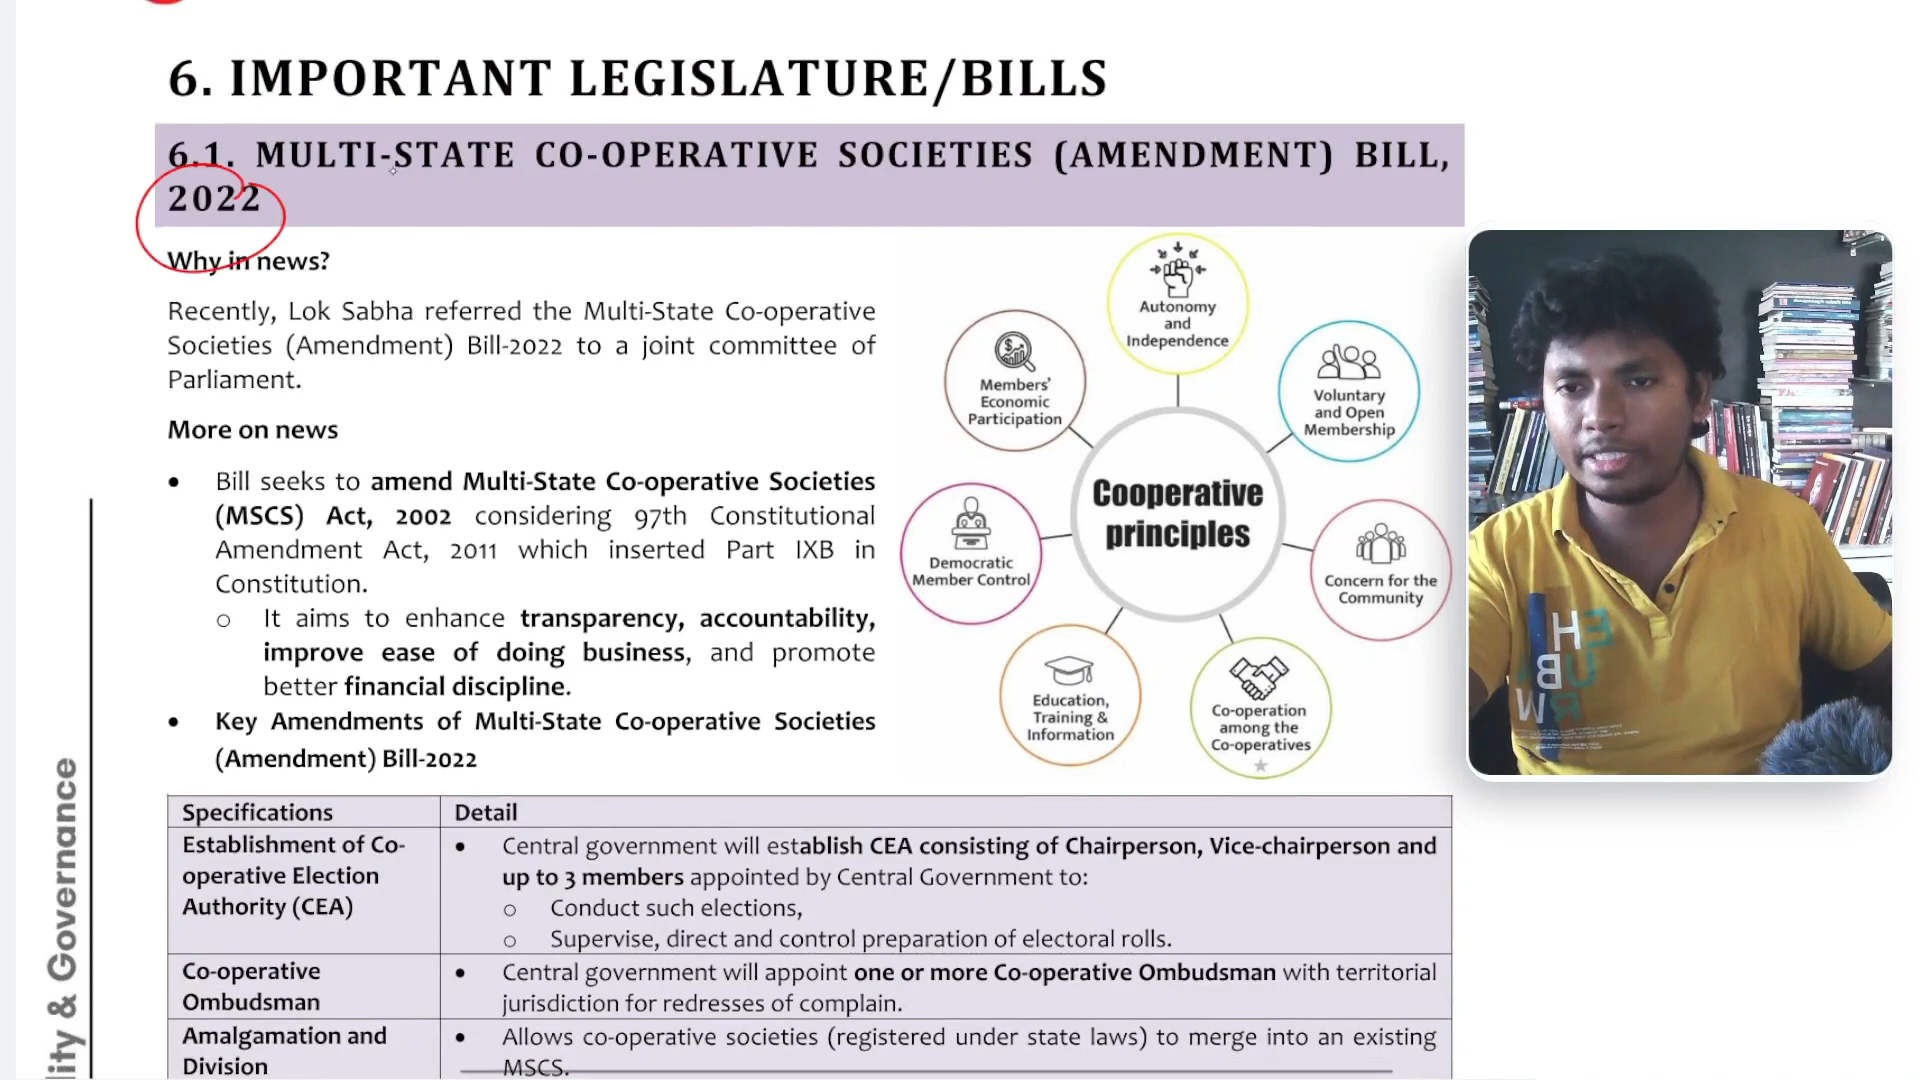 6. IMPORTANT LEGISLATURE/BILLS
6.1. MULTI-STATE CO-OPERATIVE SOCIETIES (AMENDMENT) BILL,
2022
Why in news?
Recently, Lok Sabha referred the Multi-State Co-operative
Societies (Amendment) Bill-2022 to a joint committee of
Parliament.
More on news
• Bill seeks to amend Multi-State Co-operative Societies
(MSCS) Act, 2002 considering 97th Constitutional
Amendment Act, 2011 which inserted Part IXB in
Constitution.
o It aims to enhance transparency, accountability,
improve ease of doing business, and promote
better financial discipline.
• Key Amendments of Multi-State Co-operative Societies
(Amendment) Bill-2022
Cooperative
principles
Autonomy
and
Independence
Voluntary
and Open
Membership
Concern for the
Community
Co-operation
among the
Co-operatives
Education,
Training &
Information
Democratic
Member Control
Members'
Economic
Participation
Specifications
Detail
Establishment of Co-
operative Election
Authority (CEA)
• Central government will establish CEA consisting of Chairperson, Vice-chairperson and
up to 3 members appointed by Central Government to:
o Conduct such elections,
o Supervise, direct and control preparation of electoral rolls.
Co-operative
Ombudsman
• Central government will appoint one or more Co-operative Ombudsman with territorial
jurisdiction for redresses of complain.
Amalgamation and
Division
• Allows co-operative societies (registered under state laws) to merge into an existing
MSCS.
lity & Governance